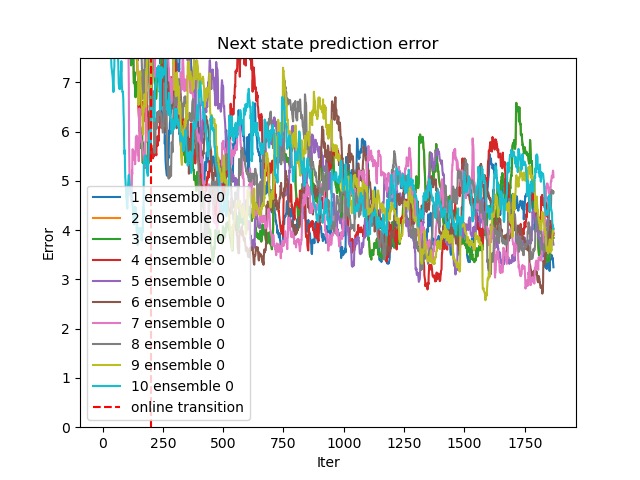 Next state prediction error
7
6
5
4
3
2
1
0
Error
1 ensemble 0
2 ensemble 0
3 ensemble 0
4 ensemble 0
5 ensemble 0
6 ensemble 0
7 ensemble 0
8 ensemble 0
9 ensemble 0
10 ensemble 0
online transition
0 250 500 750 1000 1250 1500 1750
Iter